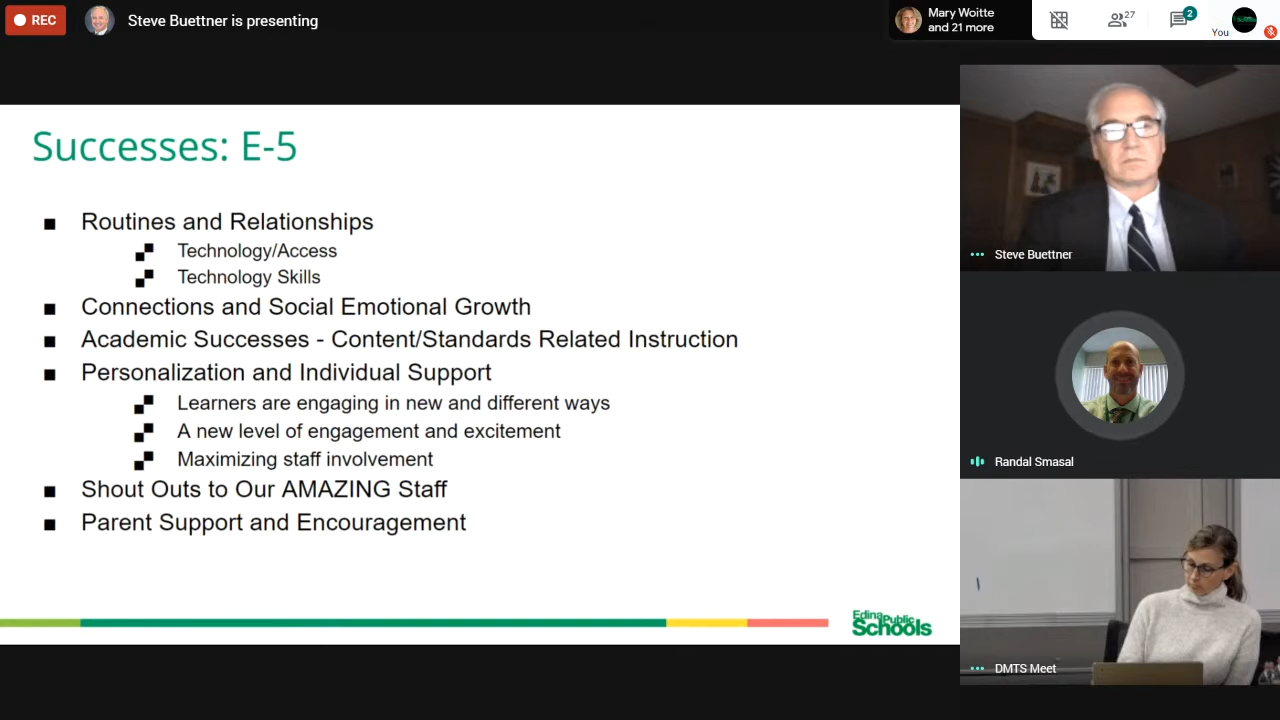 REC
Steve Buettner is presenting
Mary Woitte
and 21 more
27
2
You
Successes: E-5
Routines and Relationships
Technology/Access
Technology Skills
Connections and Social Emotional Growth
Academic Successes - Content/Standards Related Instruction
Personalization and Individual Support
Learners are engaging in new and different ways
A new level of engagement and excitement
Maximizing staff involvement
Shout Outs to Our AMAZING Staff
Parent Support and Encouragement
Edina Public
Schools
Steve Buettner
Randal Smasal
DMTS Meet